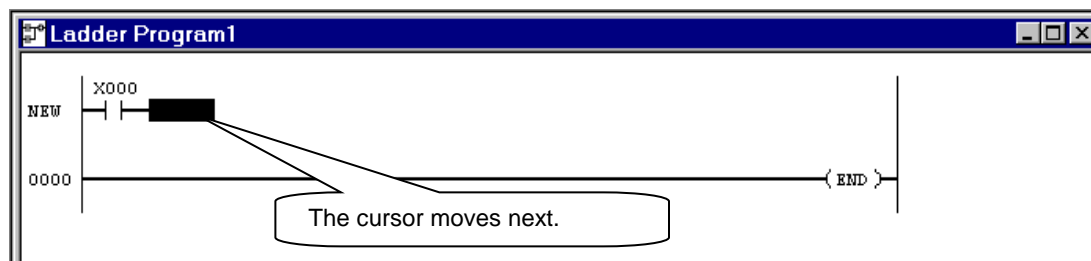 Ladder Program1
X000
NEW
0000 ( END )
The cursor moves next.